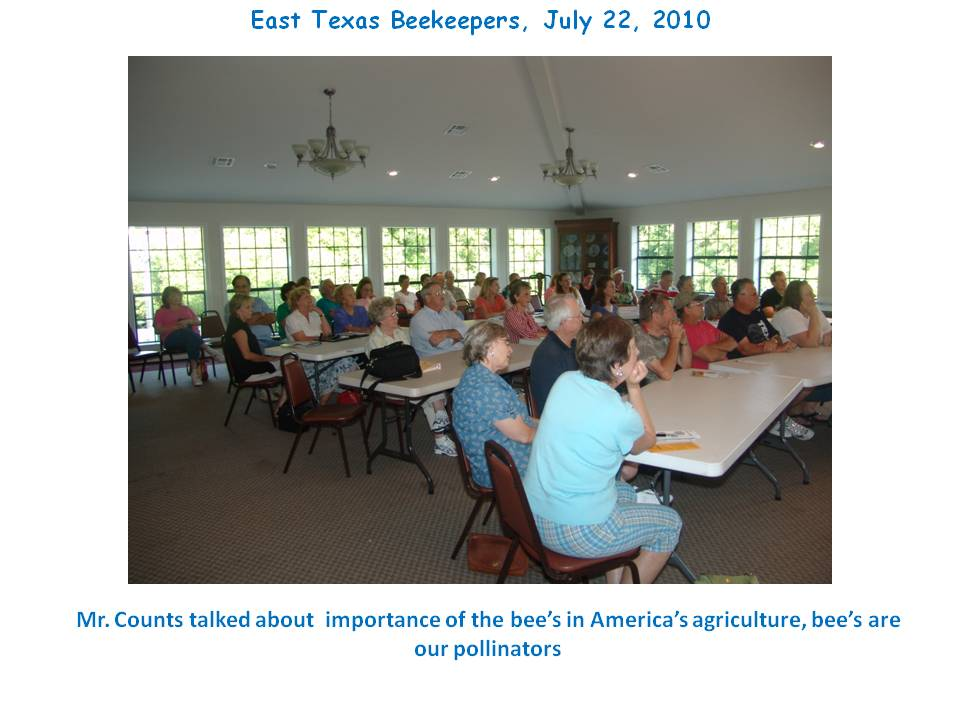 East Texas Beekeepers, July 22, 2010
Mr. Counts talked about  importance of the bee’s in America’s agriculture, bee’s are
our pollinators